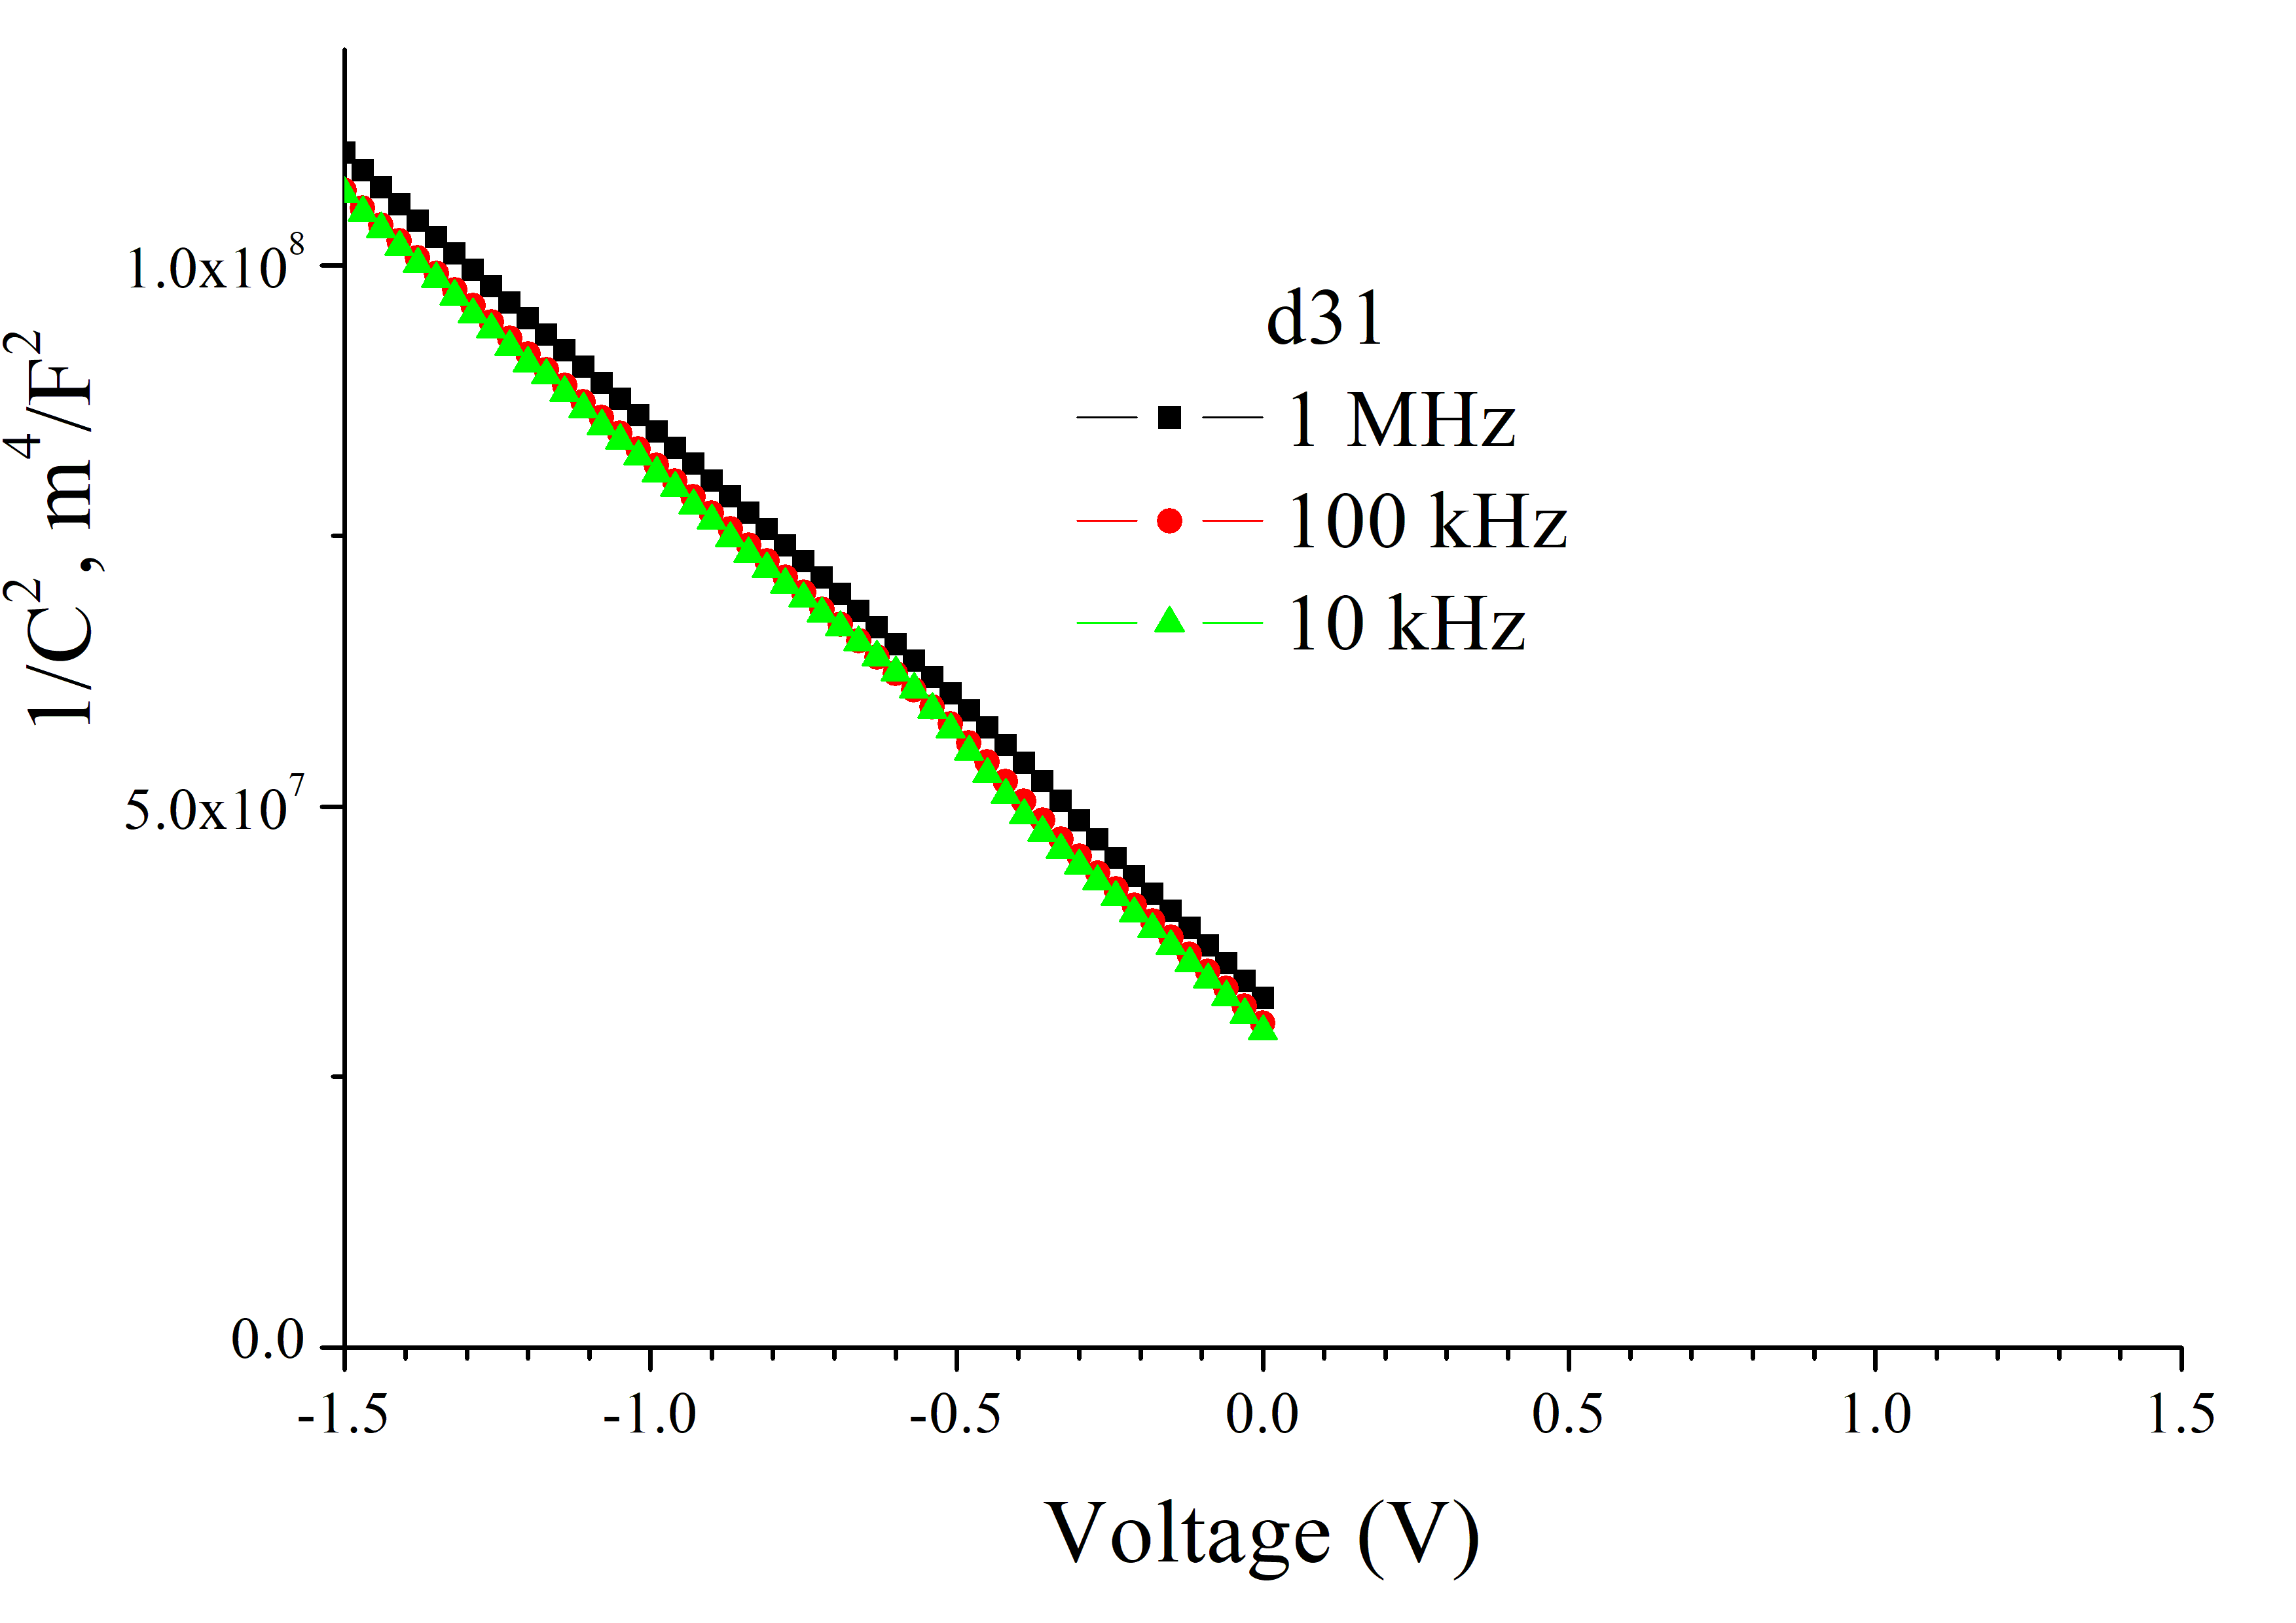 1/C², m⁴/F²
1.0x10⁸
5.0x10⁷
0.0
d31
1 MHz
100 kHz
10 kHz
-1.5 -1.0 -0.5 0.0 0.5 1.0 1.5
Voltage (V)